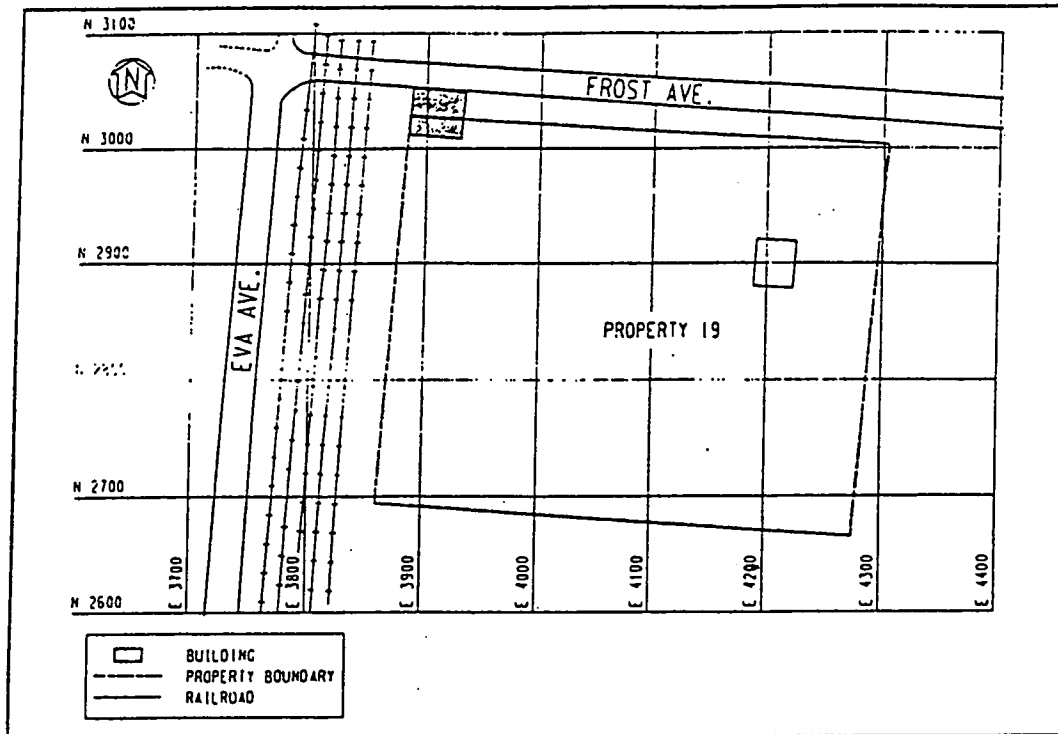 N 3100
N
FROST AVE.
N 3000
N 2900
EVA AVE.
PROPERTY 19
N 2700
E 3700
E 3800
E 3900
E 4000
E 4100
E 4200
E 4300
E 4400
N 2600
BUILDING
PROPERTY BOUNDARY
RAILROAD